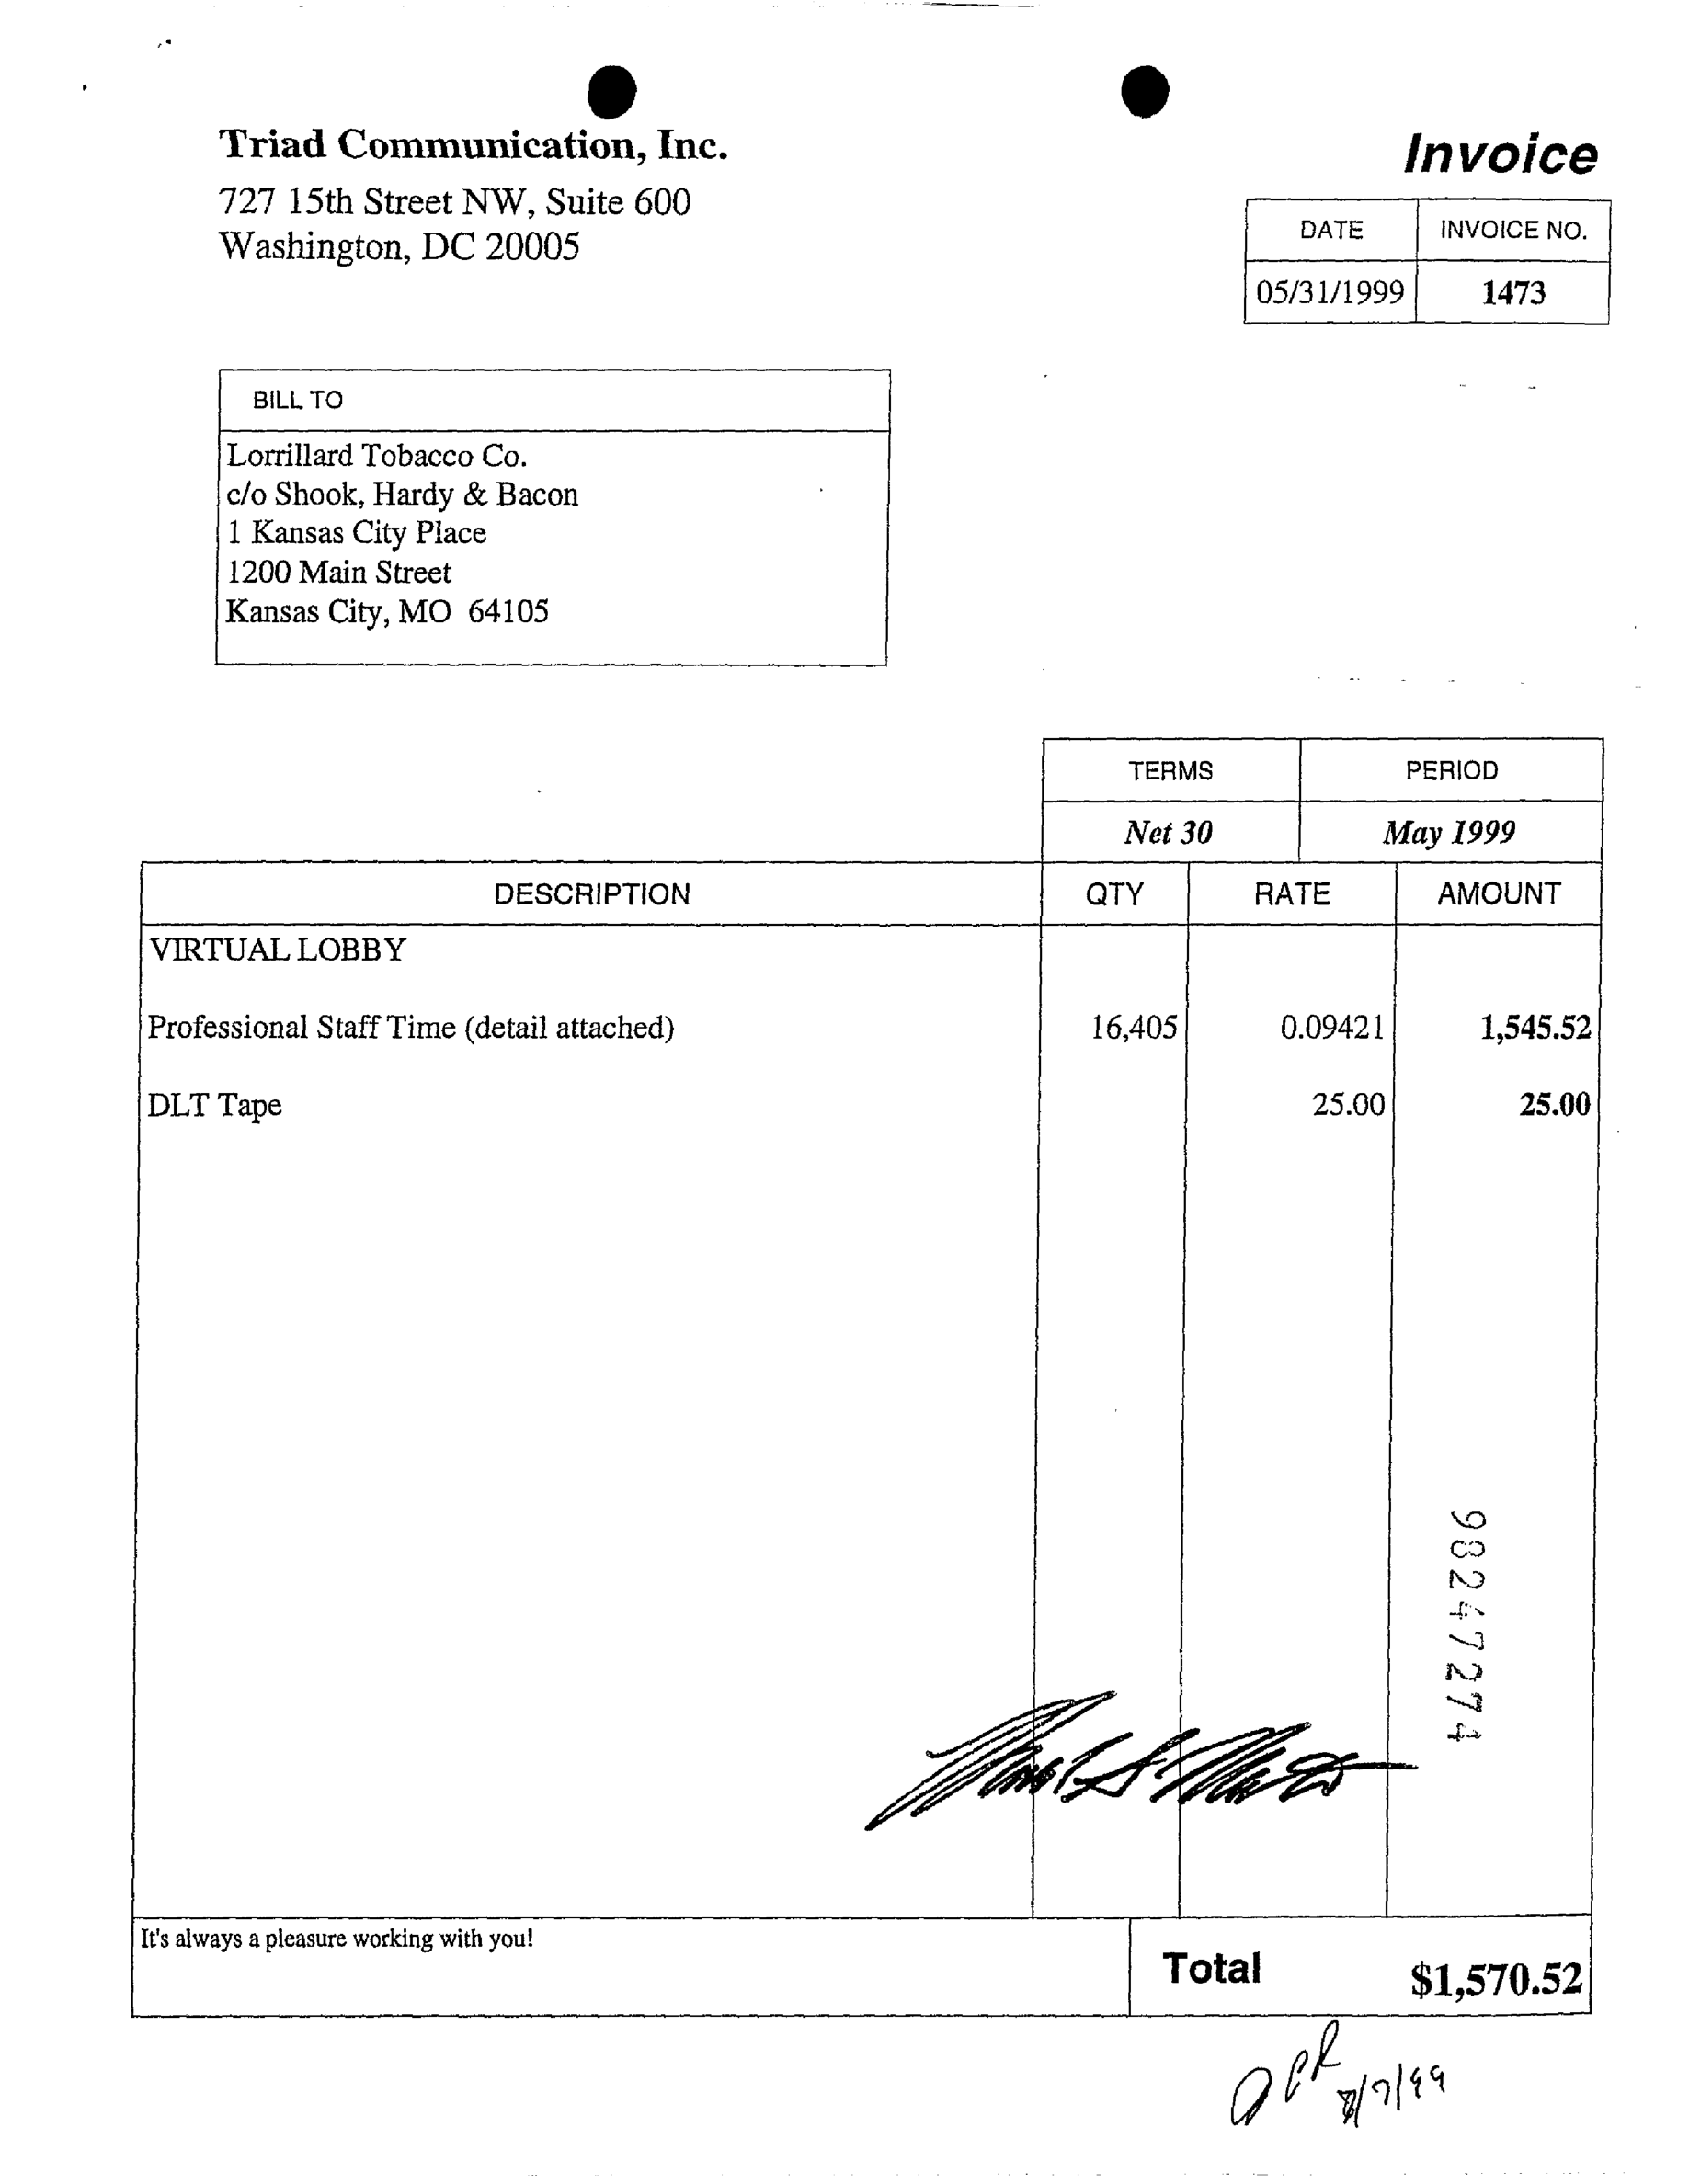 Triad Communication, Inc.
727 15th Street NW, Suite 600
Washington, DC 20005
Invoice
DATE INVOICE NO.
05/31/1999 1473
BILL TO
Lorrillard Tobacco Co.
c/o Shook, Hardy & Bacon
1 Kansas City Place
1200 Main Street
Kansas City, MO 64105
TERMS PERIOD
Net 30 May 1999
DESCRIPTION QTY RATE AMOUNT
VIRTUAL LOBBY
Professional Staff Time (detail attached) 16,405 0.09421 1,545.52
DLT Tape 25.00 25.00
98247274
It's always a pleasure working with you!
Total $1,570.52